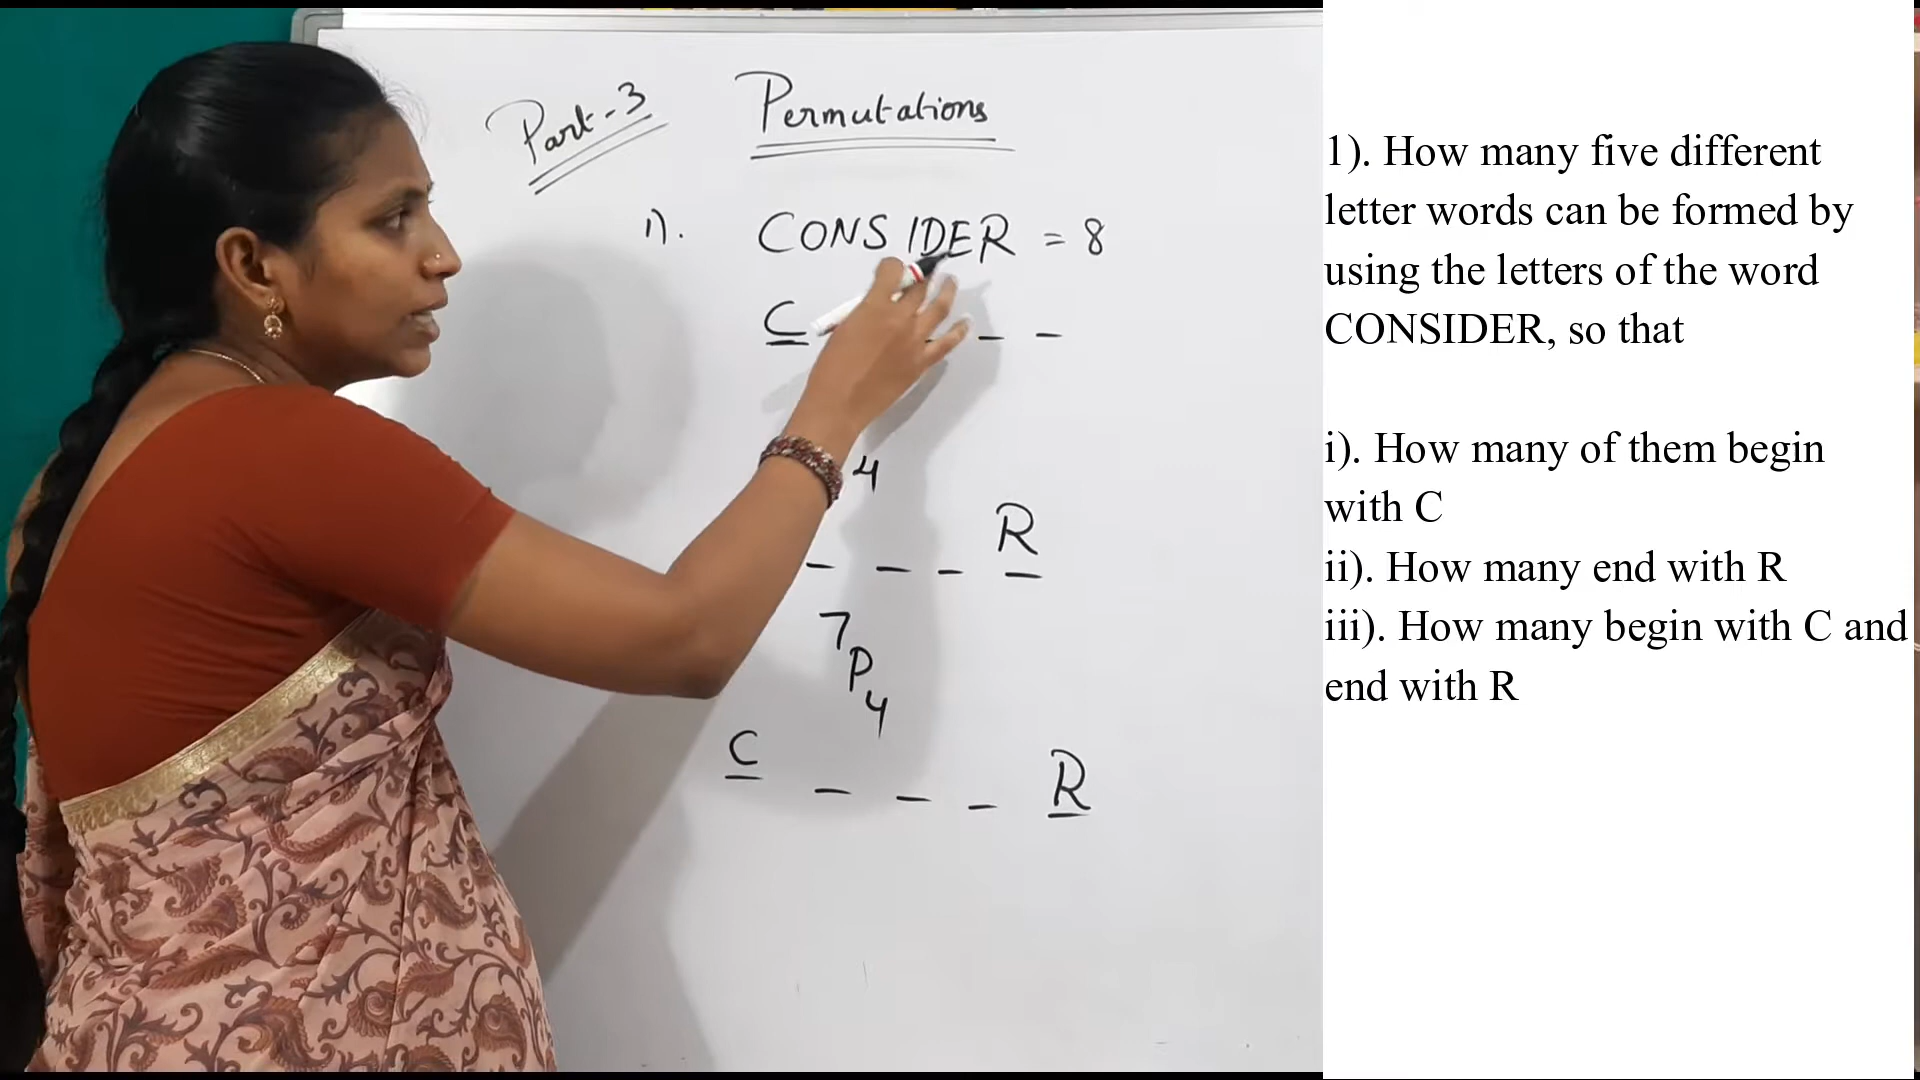 Part-3
Permutations
1). CONSIDER = 8
C _ _ _
4
_ _ _ R
7P4
C _ _ _ R
1). How many five different
letter words can be formed by
using the letters of the word
CONSIDER, so that
i). How many of them begin
with C
ii). How many end with R
iii). How many begin with C and
end with R